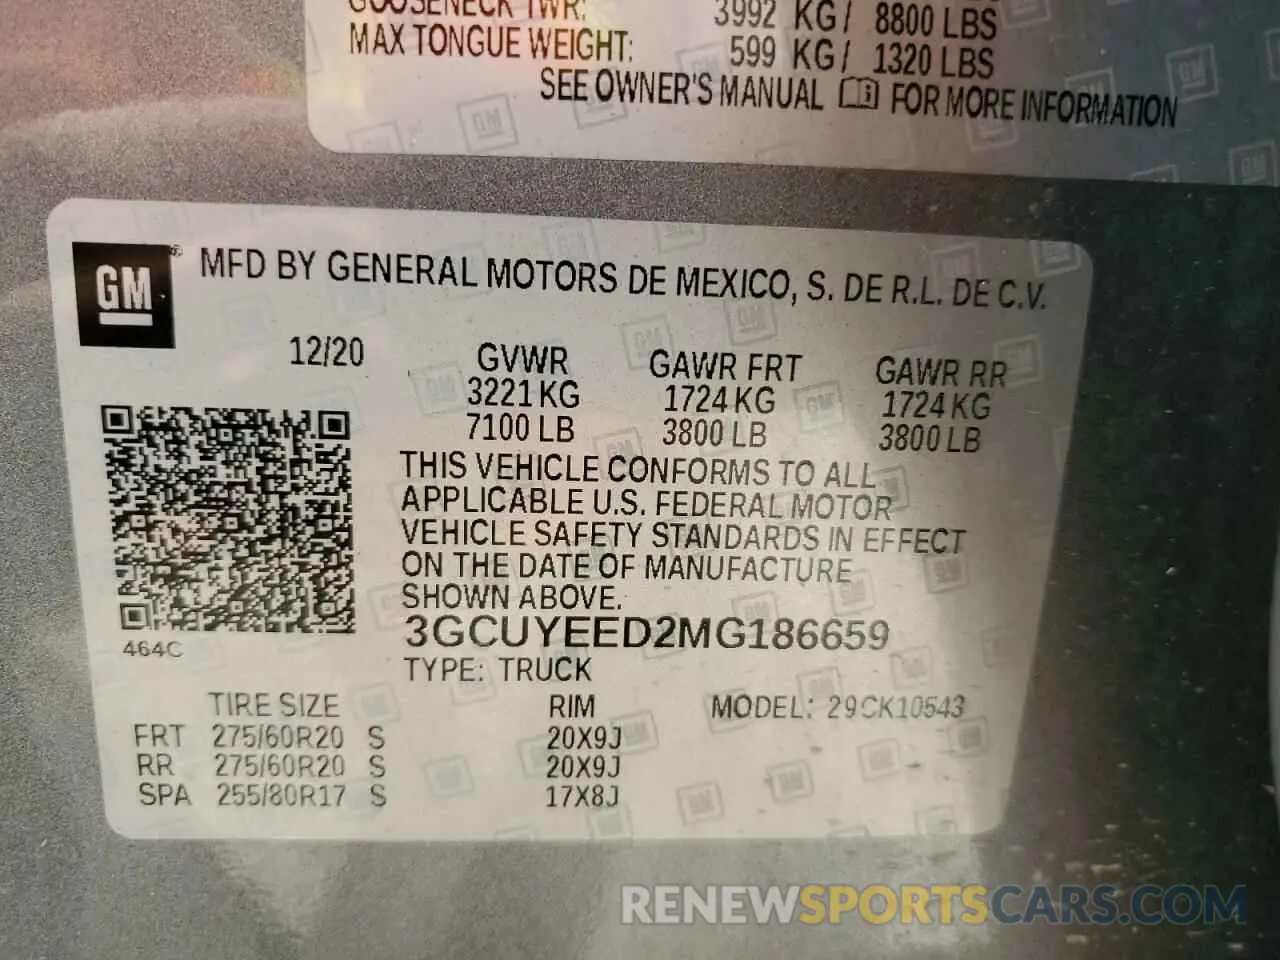 GOOSENECK TWR: 3992 KG / 8800 LBS
MAX TONGUE WEIGHT: 599 KG / 1320 LBS
SEE OWNER'S MANUAL FOR MORE INFORMATION
GM ® MFD BY GENERAL MOTORS DE MEXICO, S. DE R.L. DE C.V.
12/20 GVWR GAWR FRT GAWR RR
3221 KG 1724 KG 1724 KG
7100 LB 3800 LB 3800 LB
THIS VEHICLE CONFORMS TO ALL
APPLICABLE U.S. FEDERAL MOTOR
VEHICLE SAFETY STANDARDS IN EFFECT
ON THE DATE OF MANUFACTURE
SHOWN ABOVE.
3GCUYEED2MG186659
464C
TYPE: TRUCK
TIRE SIZE RIM MODEL: 29CK10543
FRT 275/60R20 S 20X9J
RR 275/60R20 S 20X9J
SPA 255/80R17 S 17X8J
RENEWSPORTSCARS.COM